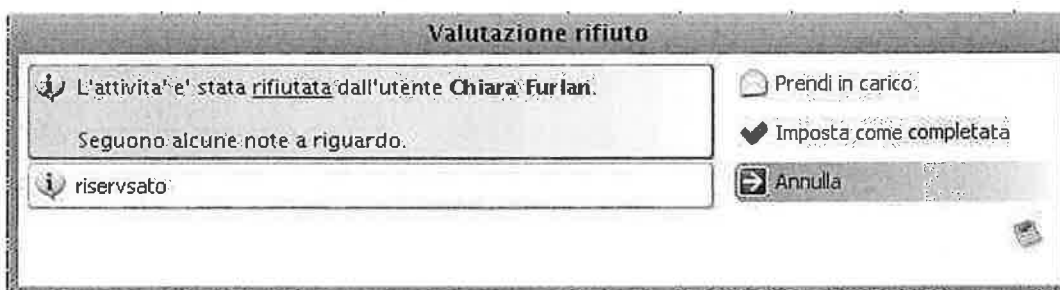 Valutazione rifiuto
L'attivita' e' stata rifiutata dall'utente Chiara Furlan.
Seguono alcune note a riguardo.
riservsato
Prendi in carico
Imposta come completata
Annulla